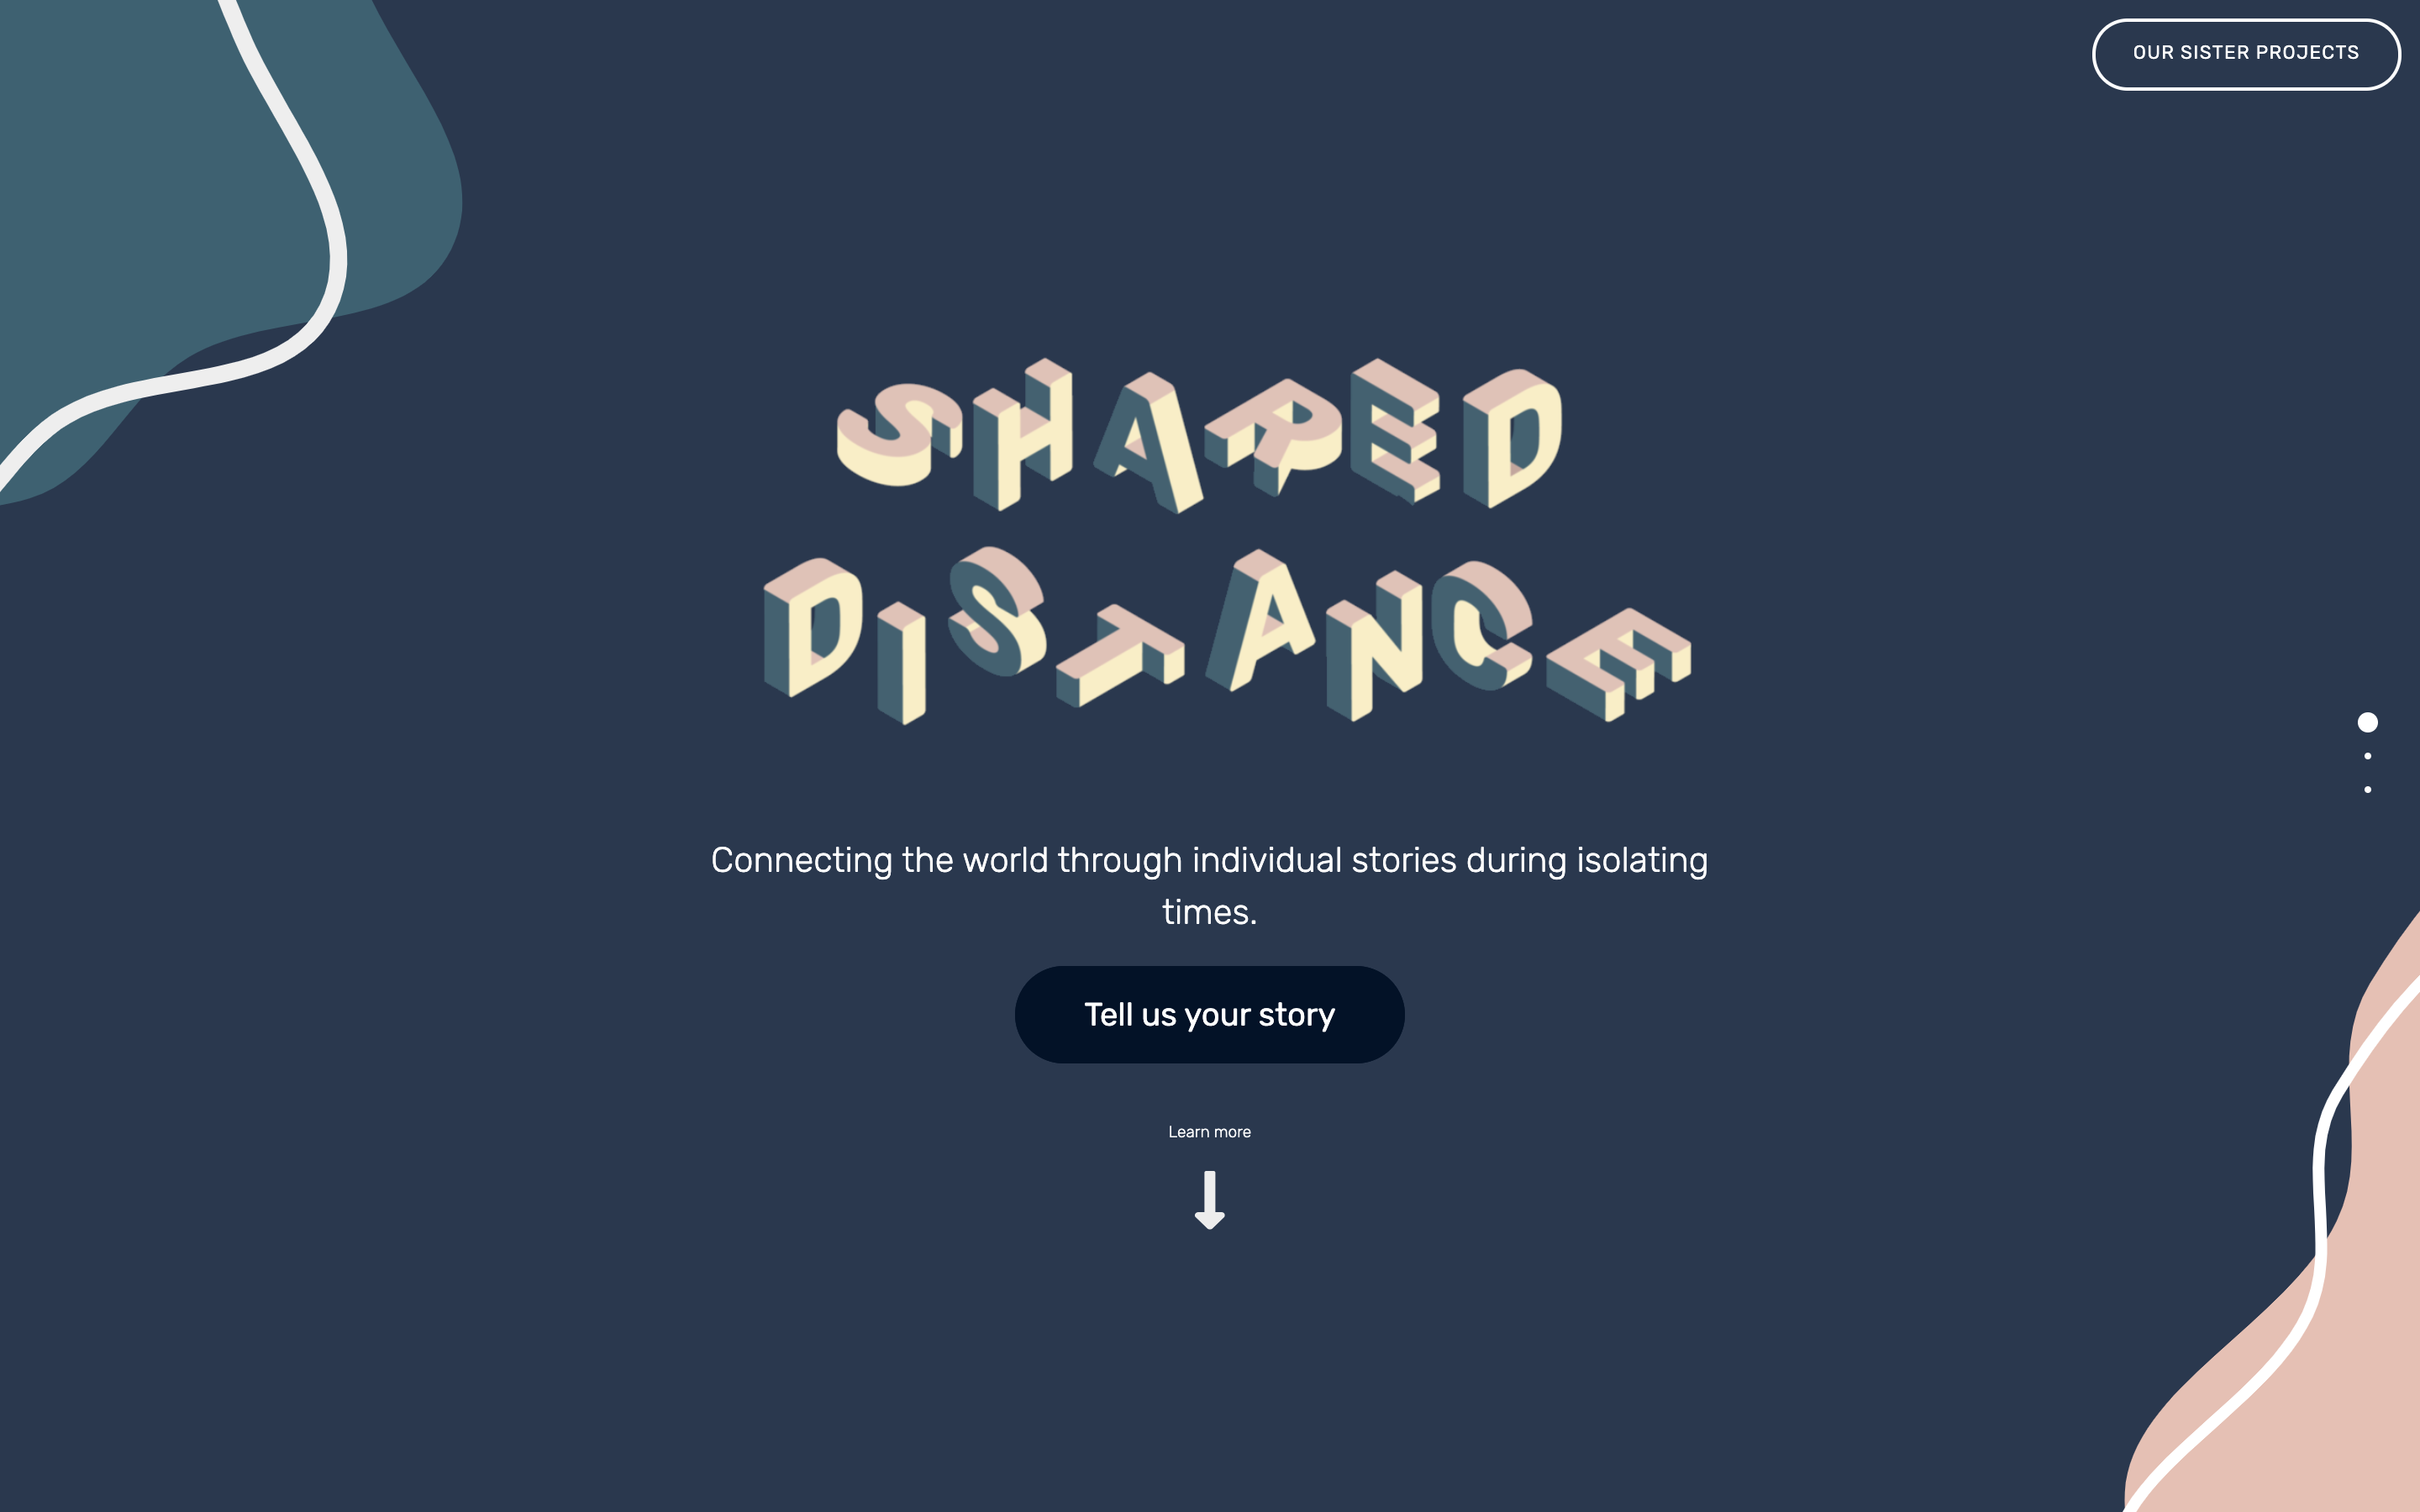 OUR SISTER PROJECTS
SHARED
DISTANCE
Connecting the world through individual stories during isolating
times.
Tell us your story
Learn more